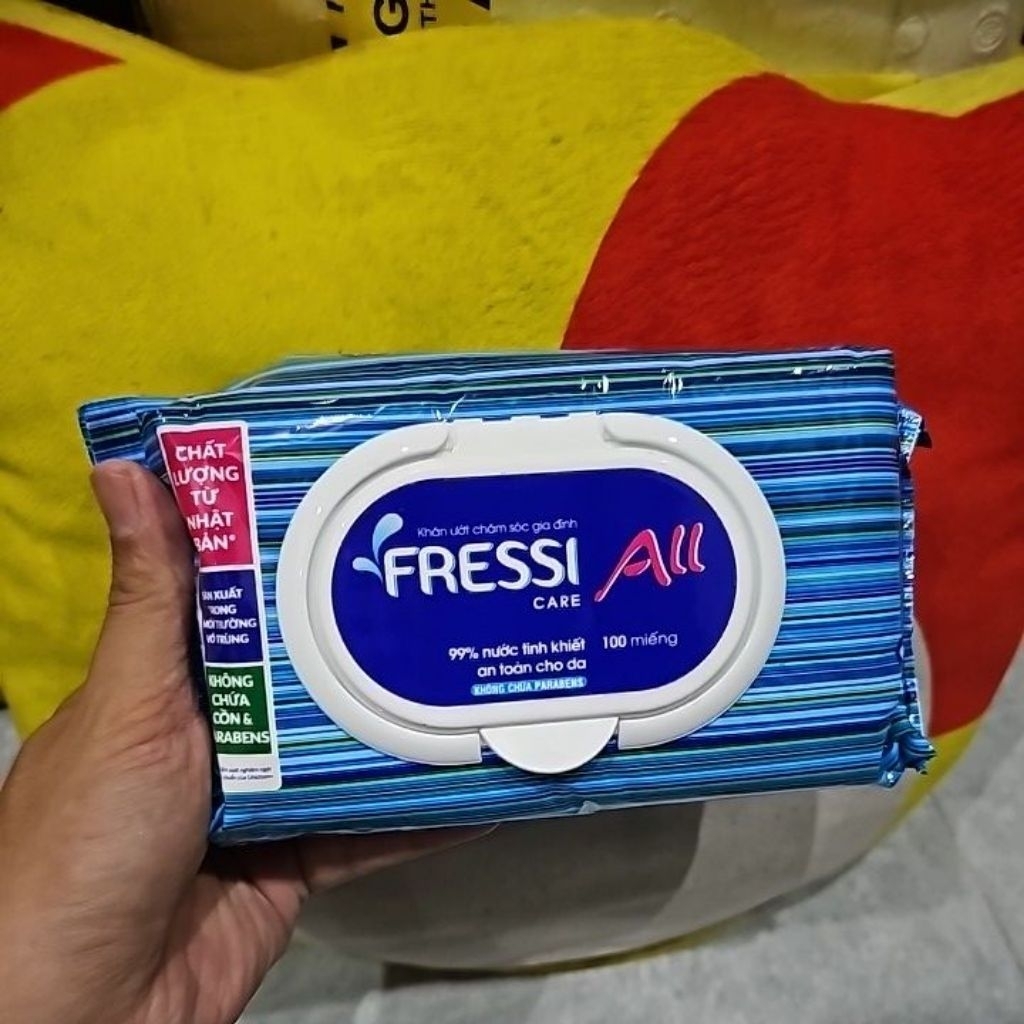 CHẤT
LƯỢNG
TỪ
NHẬT
BẢN*
SẢN XUẤT
TRONG
MÔI TRƯỜNG
VÔ TRÙNG
KHÔNG
CHỨA
CỒN &
PARABENS
Khăn ướt chăm sóc gia đình
FRESSI All
CARE
99% nước tinh khiết 100 miếng
an toàn cho da
KHÔNG CHỨA PARABENS